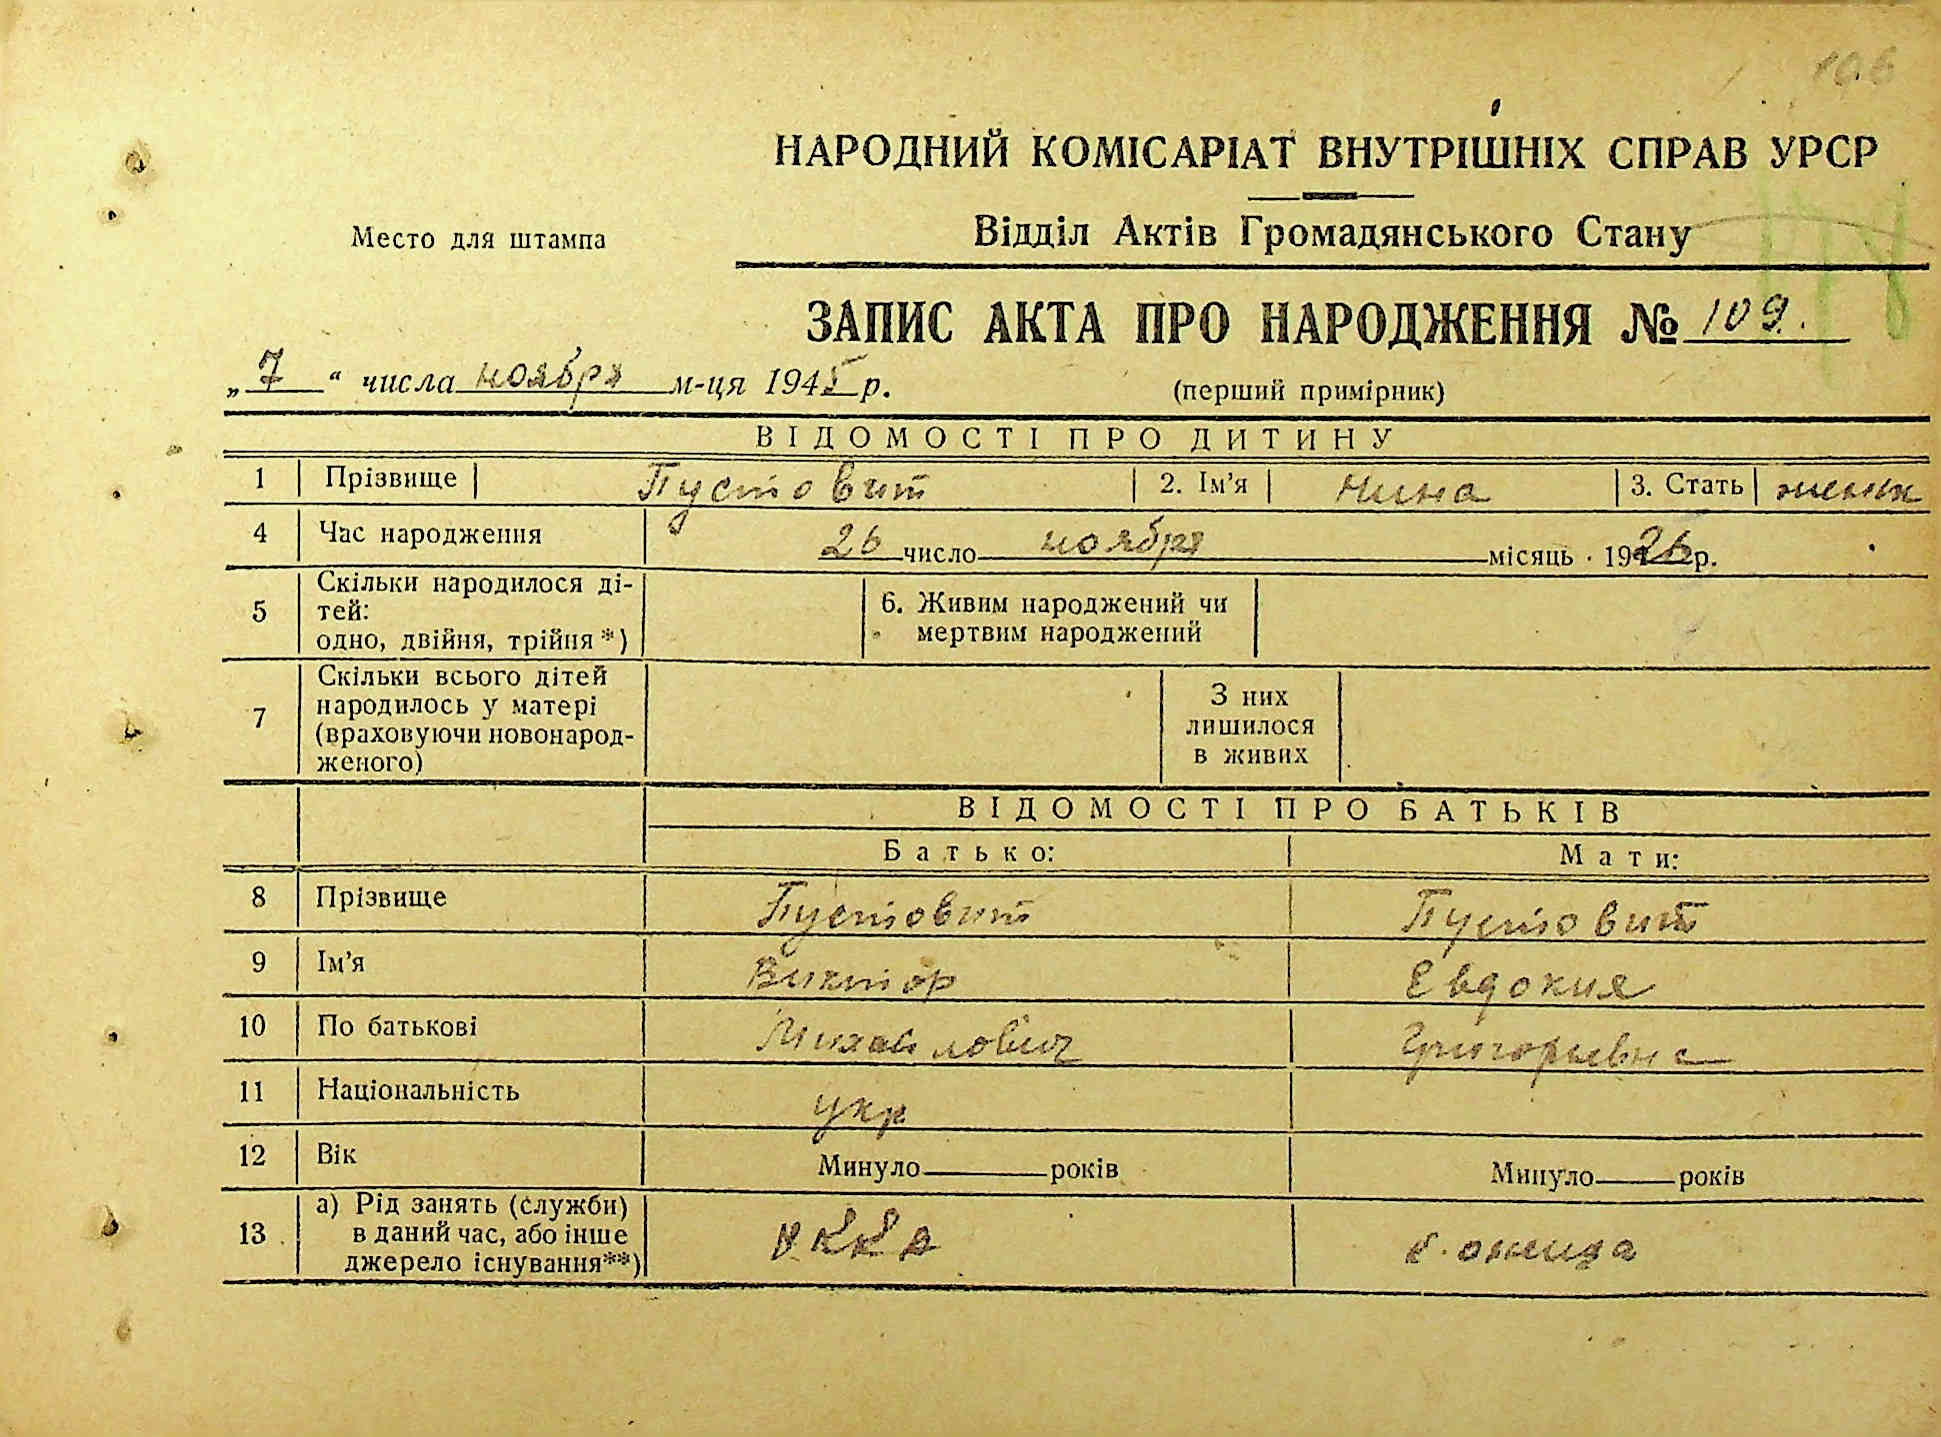 106
НАРОДНИЙ КОМІСАРІАТ ВНУТРІШНІХ СПРАВ УРСР
Место для штампа
Відділ Актів Громадянського Стану
ЗАПИС АКТА ПРО НАРОДЖЕННЯ № 109.
„ 7 “ числа ноября м-ця 1945 р.
(перший примірник)
ВІДОМОСТІ ПРО ДИТИНУ
1 Прізвище Пустовит 2. Ім’я Нина 3. Стать женск
4 Час народження 26 число ноября місяць 1926 р.
5 Скільки народилося ді-
тей:
одно, двійня, трійня *)
6. Живим народжений чи
мертвим народжений
7 Скільки всього дітей
народилось у матері
(враховуючи новонарод-
женого)
З них
лишилося
в живих
ВІДОМОСТІ ПРО БАТЬКІВ
Батько: Мати:
8 Прізвище Пустовит Пустовит
9 Ім’я Виктор Евдокия
10 По батькові Михайлович Григорьевна
11 Національність укр
12 Вік Минуло років Минуло років
13 а) Рід занять (служби)
в даний час, або інше
джерело існування**)